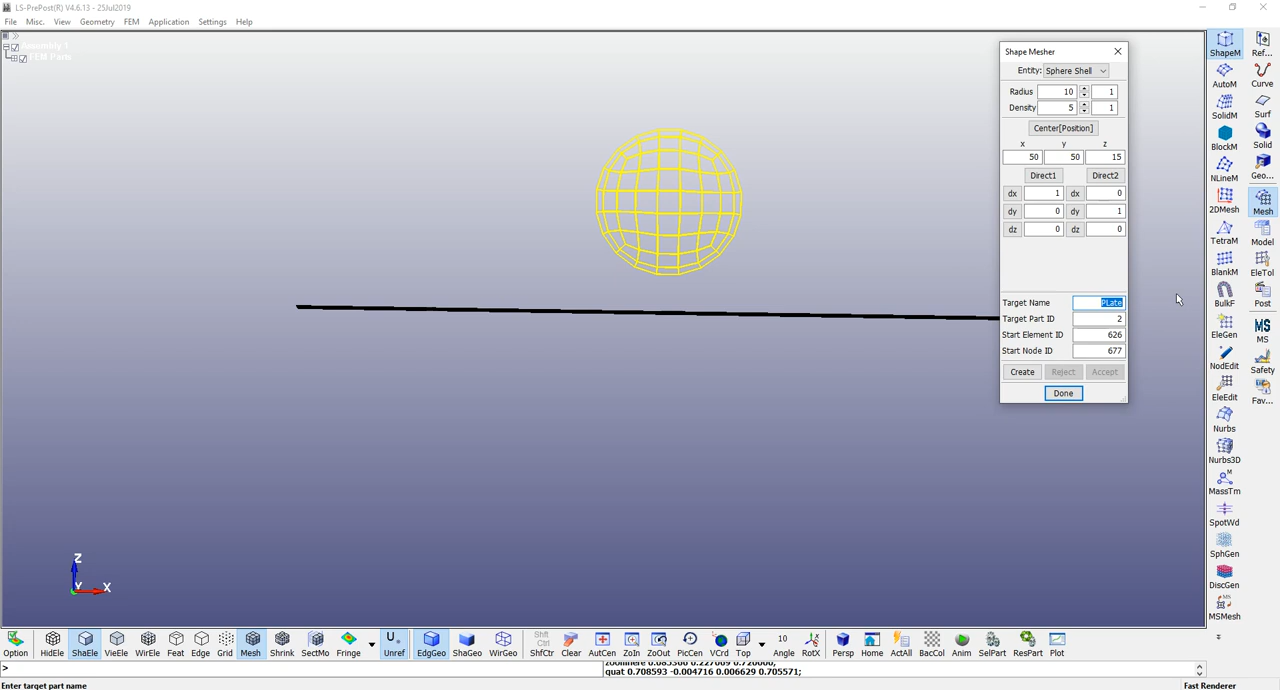 LS-PrePost(R) V4.6.13 - 25Jul2019
File Misc. View Geometry FEM Application Settings Help
Assembly 1
FEM Parts
Shape Mesher
Entity: Sphere Shell
Radius 10 1
Density 5 1
Center[Position]
x y z
50 50 15
Direct1 Direct2
dx 1 dx 0
dy 0 dy 1
dz 0 dz 0
Target Name PLate
Target Part ID 2
Start Element ID 626
Start Node ID 677
Create Reject Accept
Done
ShapeM Ref...
AutoM Curve
SolidM Surf
BlockM Solid
NLineM Geo...
2DMesh Mesh
TetraM Model
BlankM EleTol
BulkF Post
EleGen MS
NodEdit Safety
EleEdit Fav...
Nurbs
Nurbs3D
MassTm
SpotWd
SphGen
DiscGen
MSMesh
Z
Y X
Option HidEle ShaEle VieEle WirEle Feat Edge Grid Mesh Shrink SectMo Fringe Unref EdgGeo ShaGeo WirGeo ShfCtr Clear AutCen ZoIn ZoOut PicCen VCrd Top Angle RotX Persp Home ActAll BacCol Anim SelPart ResPart Plot
U..
Shft
Ctrl
10
>
quat 0.708593 -0.004716 0.006629 0.705571;
Enter target part name
Fast Renderer